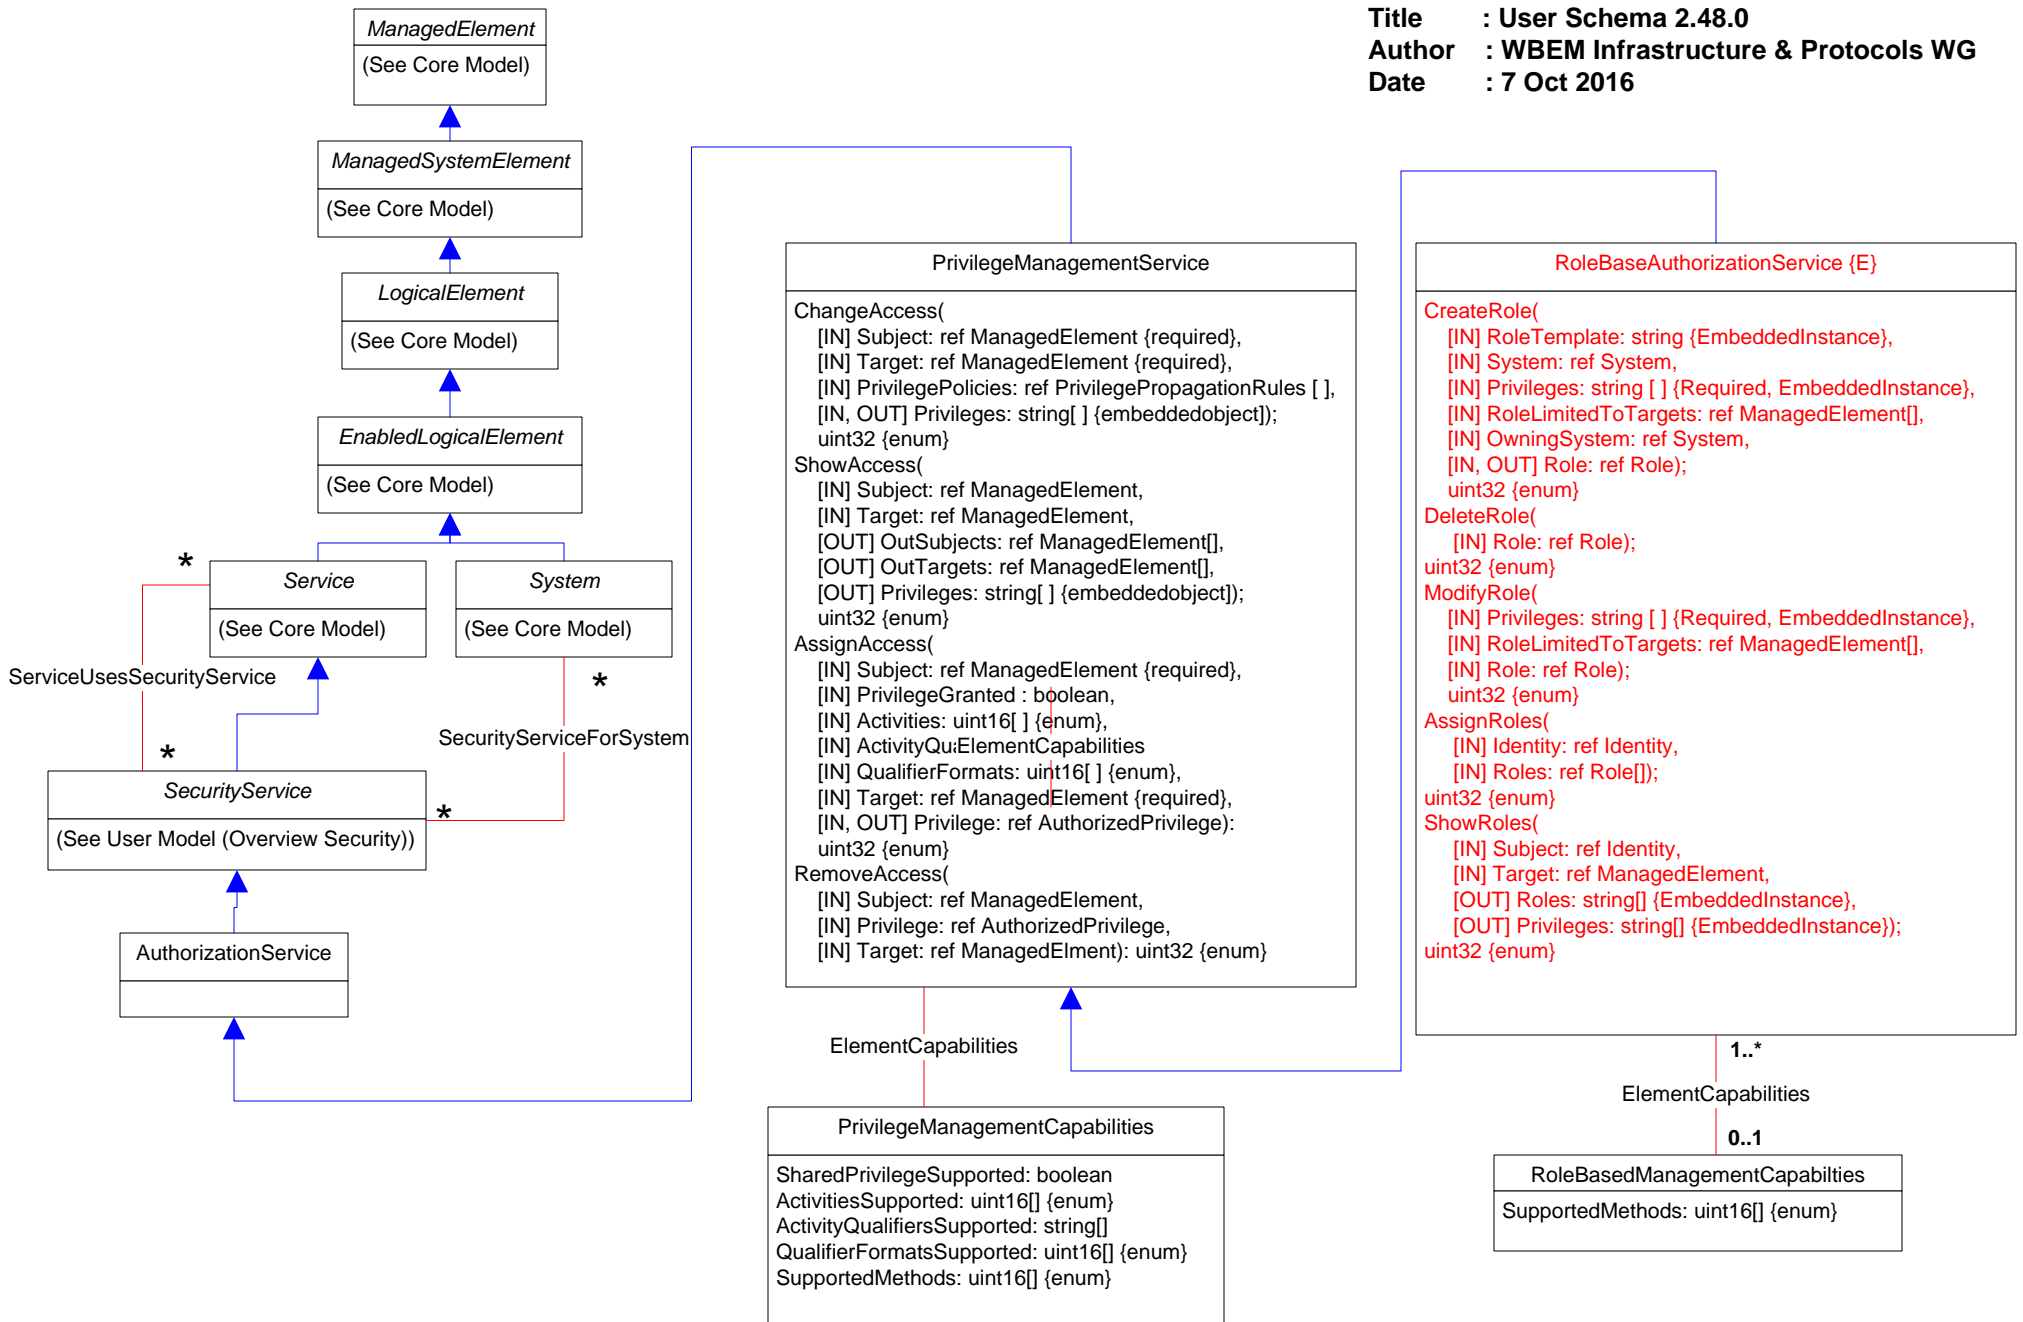 Title : User Schema 2.48.0
Author : WBEM Infrastructure & Protocols WG
Date : 7 Oct 2016
ManagedElement
(See Core Model)
ManagedSystemElement
(See Core Model)
LogicalElement
(See Core Model)
EnabledLogicalElement
(See Core Model)
*
Service
(See Core Model)
System
(See Core Model)
ServiceUsesSecurityService
*
*
SecurityServiceForSystem
*
SecurityService
(See User Model (Overview Security))
AuthorizationService
PrivilegeManagementService
ChangeAccess(
[IN] Subject: ref ManagedElement {required},
[IN] Target: ref ManagedElement {required},
[IN] PrivilegePolicies: ref PrivilegePropagationRules [ ],
[IN, OUT] Privileges: string[ ] {embeddedobject]);
uint32 {enum}
ShowAccess(
[IN] Subject: ref ManagedElement,
[IN] Target: ref ManagedElement,
[OUT] OutSubjects: ref ManagedElement[],
[OUT] OutTargets: ref ManagedElement[],
[OUT] Privileges: string[ ] {embeddedobject]);
uint32 {enum}
AssignAccess(
[IN] Subject: ref ManagedElement {required},
[IN] PrivilegeGranted : boolean,
[IN] Activities: uint16[ ] {enum},
[IN] ElementCapabilities
[IN] QualifierFormats: uint16[ ] {enum},
[IN] Target: ref ManagedElement {required},
[IN, OUT] Privilege: ref AuthorizedPrivilege):
uint32 {enum}
RemoveAccess(
[IN] Subject: ref ManagedElement,
[IN] Privilege: ref AuthorizedPrivilege,
[IN] Target: ref ManagedElment): uint32 {enum}
ElementCapabilities
PrivilegeManagementCapabilities
SharedPrivilegeSupported: boolean
ActivitiesSupported: uint16[] {enum}
ActivityQualifiersSupported: string[]
QualifierFormatsSupported: uint16[] {enum}
SupportedMethods: uint16[] {enum}
RoleBaseAuthorizationService {E}
CreateRole(
[IN] RoleTemplate: string {EmbeddedInstance},
[IN] System: ref System,
[IN] Privileges: string [ ] {Required, EmbeddedInstance},
[IN] RoleLimitedToTargets: ref ManagedElement[],
[IN] OwningSystem: ref System,
[IN, OUT] Role: ref Role);
uint32 {enum}
DeleteRole(
[IN] Role: ref Role);
uint32 {enum}
ModifyRole(
[IN] Privileges: string [ ] {Required, EmbeddedInstance},
[IN] RoleLimitedToTargets: ref ManagedElement[],
[IN] Role: ref Role);
uint32 {enum}
AssignRoles(
[IN] Identity: ref Identity,
[IN] Roles: ref Role[]);
uint32 {enum}
ShowRoles(
[IN] Subject: ref Identity,
[IN] Target: ref ManagedElement,
[OUT] Roles: string[] {EmbeddedInstance},
[OUT] Privileges: string[] {EmbeddedInstance});
uint32 {enum}
1..*
ElementCapabilities
0..1
RoleBasedManagementCapabilties
SupportedMethods: uint16[] {enum}